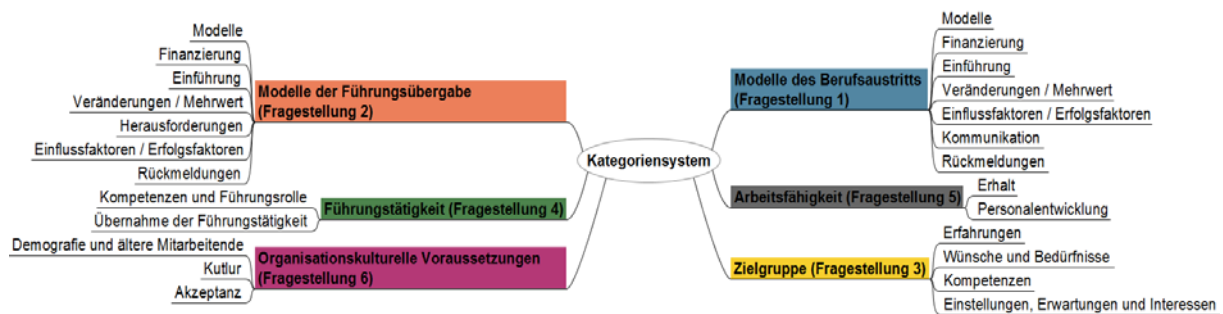 Modelle
Finanzierung
Einführung
Veränderungen / Mehrwert
Herausforderungen
Einflussfaktoren / Erfolgsfaktoren
Rückmeldungen
Modelle der Führungsübergabe
(Fragestellung 2)
Kompetenzen und Führungsrolle
Übernahme der Führungstätigkeit
Führungstätigkeit (Fragestellung 4)
Demografie und ältere Mitarbeitende
Kutlur
Akzeptanz
Organisationskulturelle Voraussetzungen
(Fragestellung 6)
Kategoriensystem
Modelle des Berufsaustritts
(Fragestellung 1)
Modelle
Finanzierung
Einführung
Veränderungen / Mehrwert
Einflussfaktoren / Erfolgsfaktoren
Kommunikation
Rückmeldungen
Arbeitsfähigkeit (Fragestellung 5)
Erhalt
Personalentwicklung
Zielgruppe (Fragestellung 3)
Erfahrungen
Wünsche und Bedürfnisse
Kompetenzen
Einstellungen, Erwartungen und Interessen